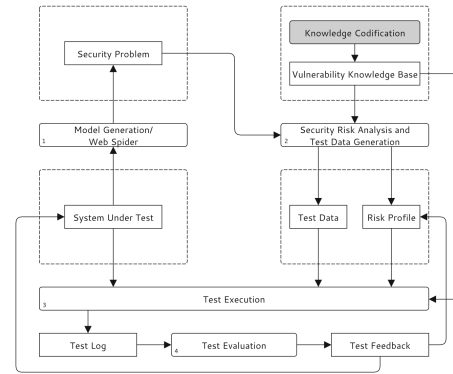 Knowledge Codification
Security Problem
Vulnerability Knowledge Base
Model Generation/
Web Spider
1
Security Risk Analysis and
Test Data Generation
2
System Under Test
Test Data
Risk Profile
Test Execution
3
Test Log
Test Evaluation
4
Test Feedback